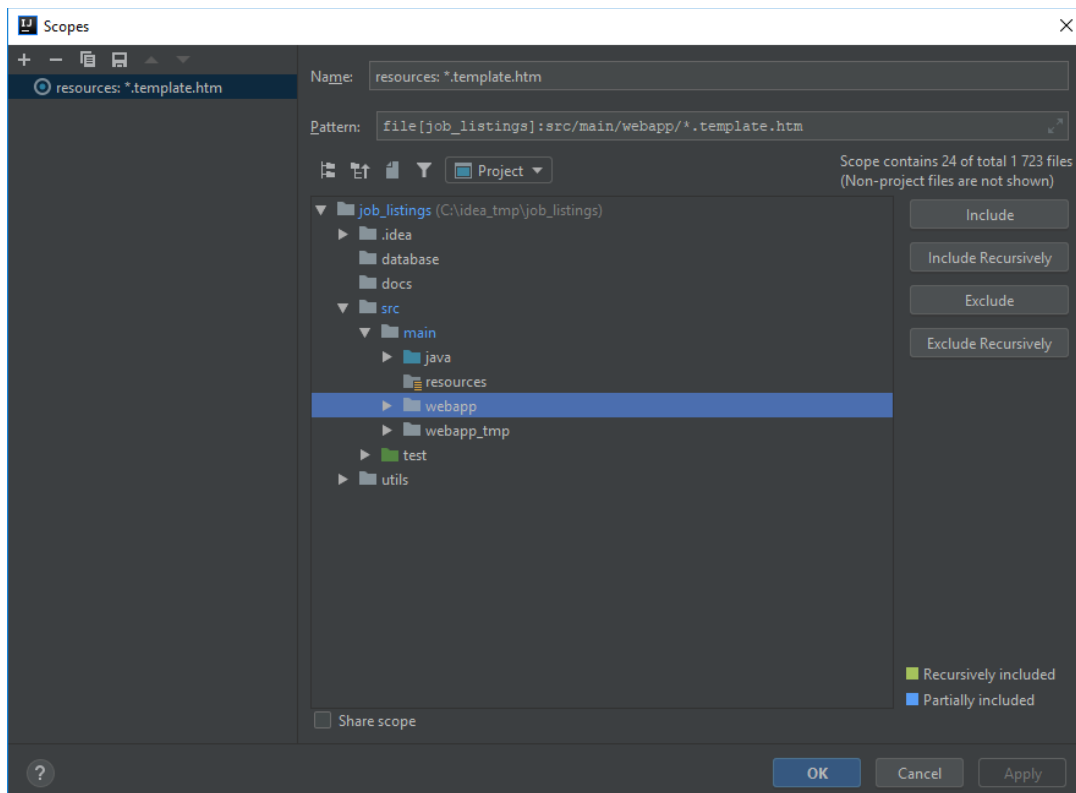 Scopes
resources: *.template.htm
Name: resources: *.template.htm
Pattern: file[job_listings]:src/main/webapp/*.template.htm
Project
Scope contains 24 of total 1 723 files
(Non-project files are not shown)
job_listings (C:\idea_tmp\job_listings)
.idea
database
docs
src
main
java
resources
webapp
webapp_tmp
test
utils
Include
Include Recursively
Exclude
Exclude Recursively
Recursively included
Partially included
Share scope
?
OK
Cancel
Apply